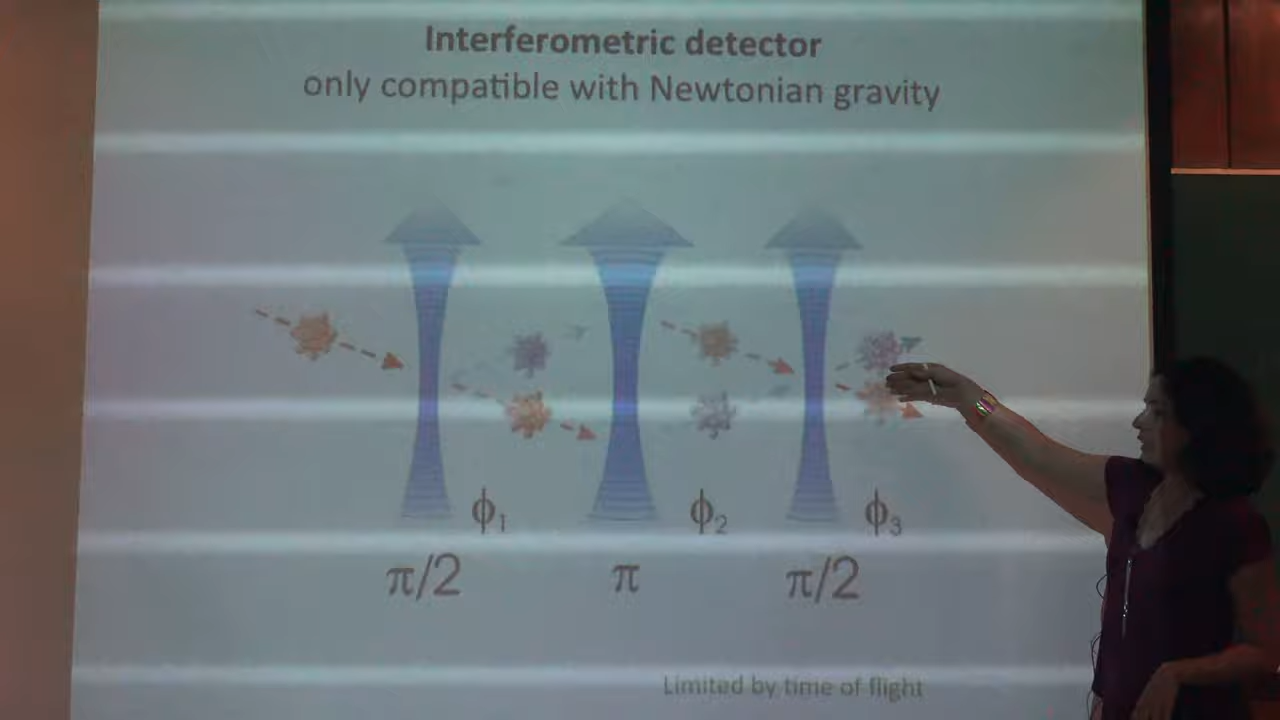 Interferometric detector
only compatible with Newtonian gravity
ϕ1 ϕ2 ϕ3
π/2 π π/2
Limited by time of flight